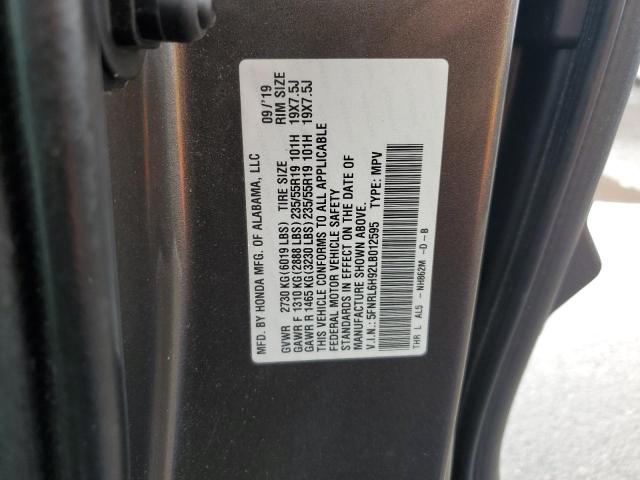 MFD. BY HONDA MFG. OF ALABAMA, LLC 09/'19
GVWR 2730 KG(6019 LBS) TIRE SIZE RIM SIZE
GAWR F 1310 KG(2888 LBS) 235/55R19 101H 19X7.5J
GAWR R 1465 KG(3230 LBS) 235/55R19 101H 19X7.5J
THIS VEHICLE CONFORMS TO ALL APPLICABLE
FEDERAL MOTOR VEHICLE SAFETY
STANDARDS IN EFFECT ON THE DATE OF
MANUFACTURE SHOWN ABOVE.
V.I.N.: 5FNRL6H92LB012595 TYPE: MPV
THR L AL5 - NH862M -D-B